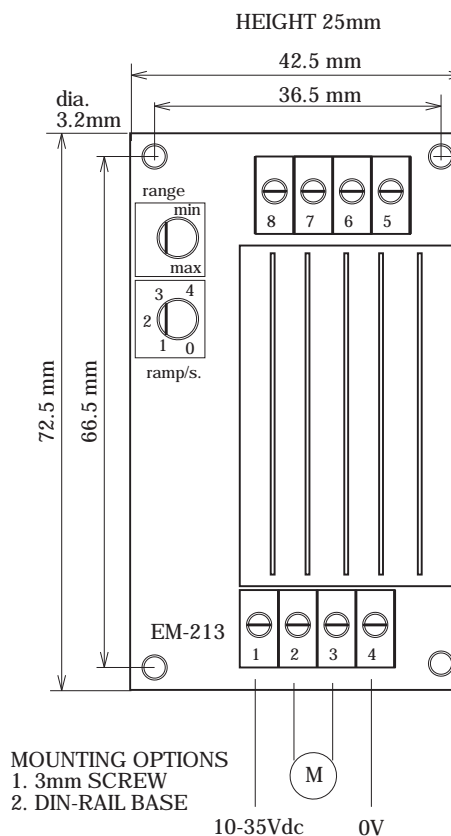 HEIGHT 25mm
42.5 mm
36.5 mm
dia.
3.2mm
range
min
max
8 7 6 5
3 4
2
1 0
ramp/s.
72.5 mm
66.5 mm
EM-213
1 2 3 4
M
MOUNTING OPTIONS
1. 3mm SCREW
2. DIN-RAIL BASE
10-35Vdc 0V